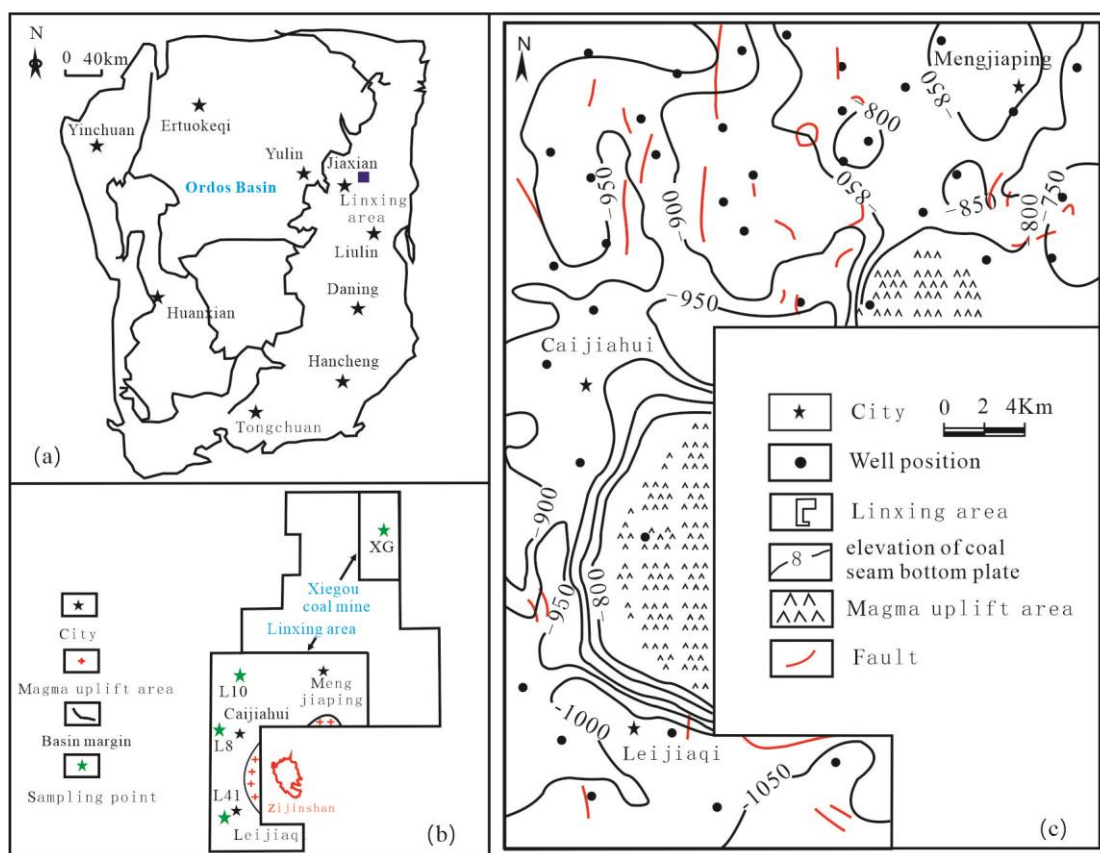 N
0 40km
Yinchuan
Ertuokeqi
Yulin
Jiaxian
Ordos Basin
Linxing
area
Liulin
Daning
Huanxian
Hancheng
Tongchuan
(a)
XG
Xiegou
coal mine
Linxing area
City
Magma uplift area
Basin margin
Sampling point
L10
Meng
jiaping
Caijiahui
L8
L41
Zijinshan
Leijiaqi
(b)
N
Mengjiaping
-850
-800
-950
-900
-850
-850
-800
-750
-950
Caijiahui
-900
-950
-800
-1000
Leijiaqi
-1050
City
0 2 4Km
Well position
Linxing area
8
elevation of coal
seam bottom plate
Magma uplift area
Fault
(c)